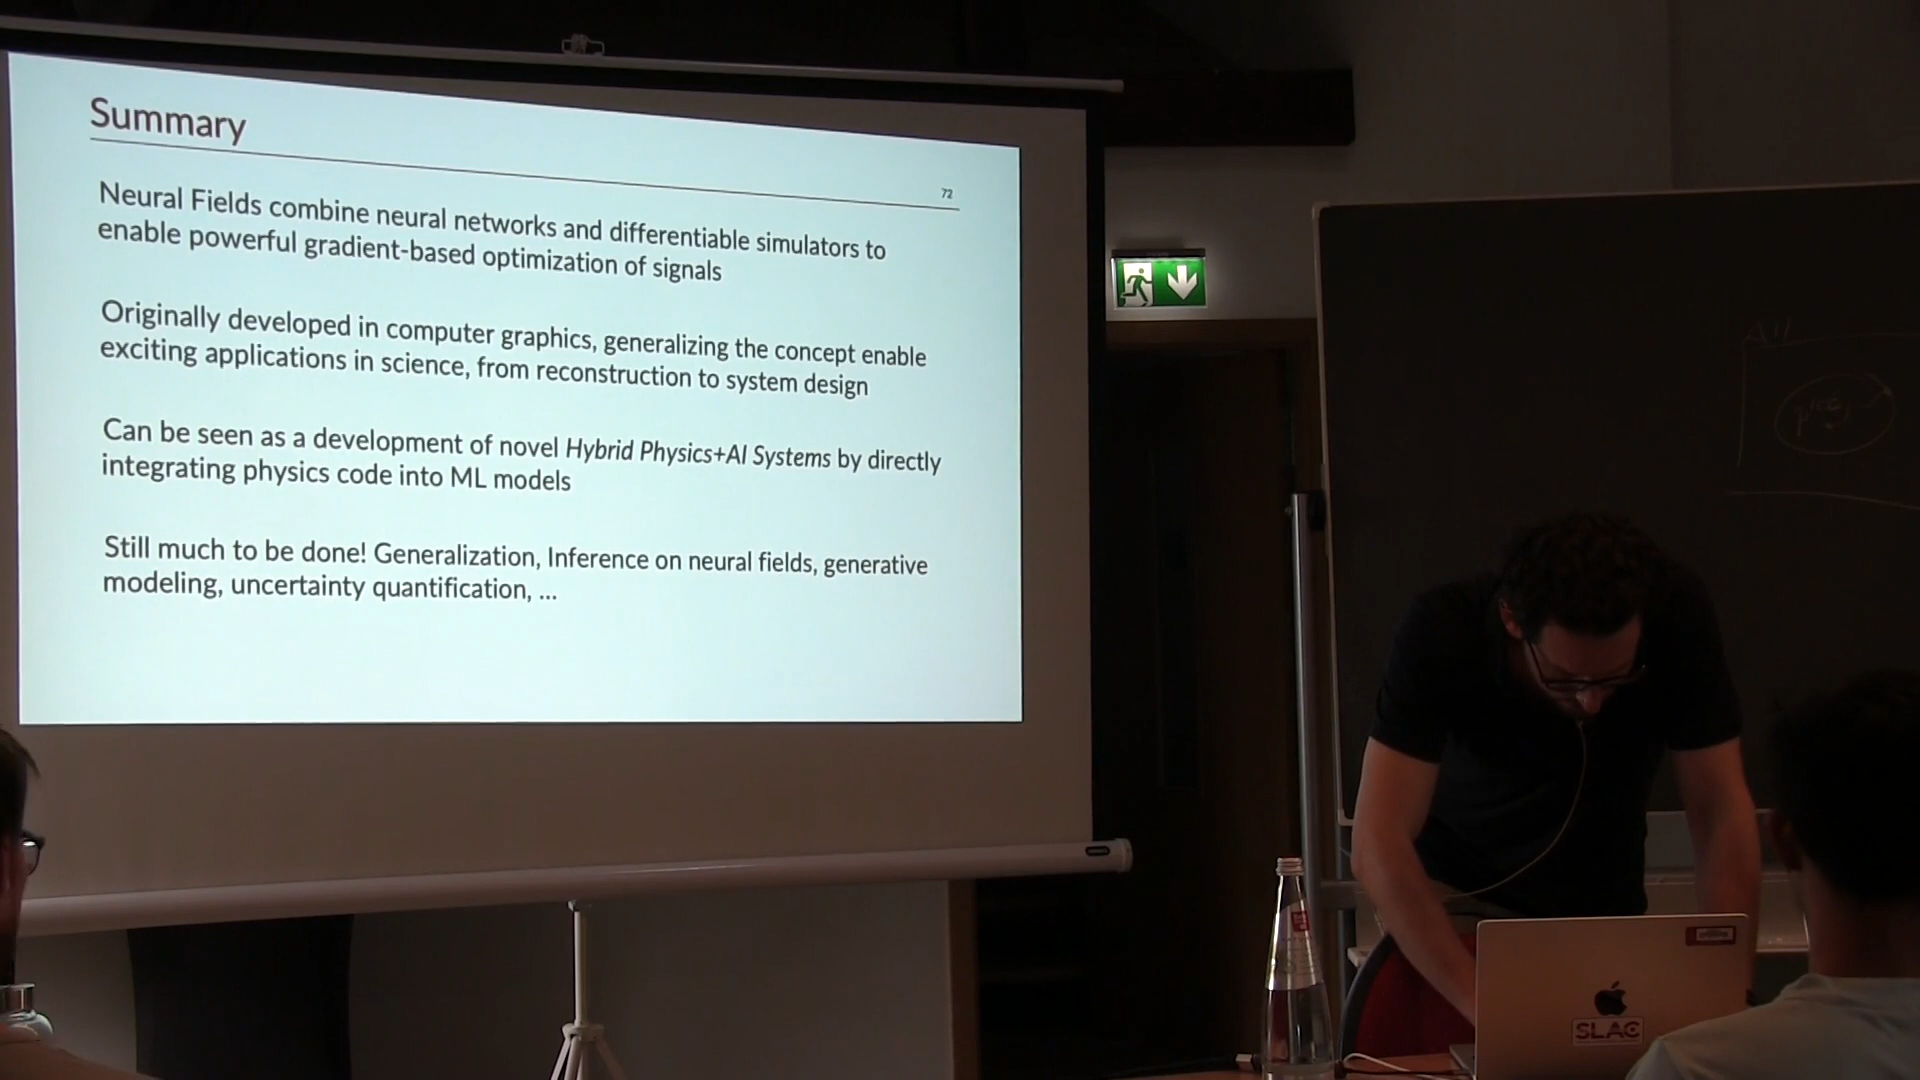 Summary
72
Neural Fields combine neural networks and differentiable simulators to
enable powerful gradient-based optimization of signals
Originally developed in computer graphics, generalizing the concept enable
exciting applications in science, from reconstruction to system design
Can be seen as a development of novel Hybrid Physics+AI Systems by directly
integrating physics code into ML models
Still much to be done! Generalization, Inference on neural fields, generative
modeling, uncertainty quantification, ...
SLAC